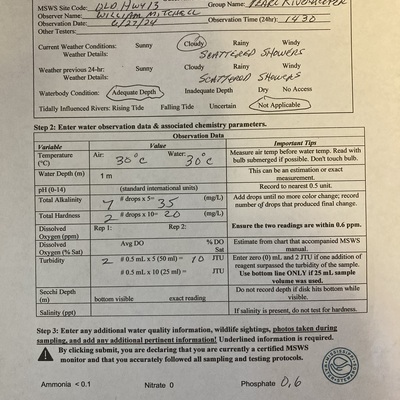 MSWS Site Code: OLD HWY 13 Group Name: PEARL RIVERKEEPER
Observer Name: WILLIAM MITCHELL
Observation Date: 6/27/24 Observation Time (24hr): 1430
Other Testers:
Current Weather Conditions: Sunny Cloudy Rainy Windy
Weather Details: SCATTERED SHOWERS
Weather previous 24-hr: Sunny Cloudy Rainy Windy
Weather Details: SCATTERED SHOWERS
Waterbody Condition: Adequate Depth Inadequate Depth Dry No Access
Tidally Influenced Rivers: Rising Tide Falling Tide Uncertain Not Applicable
Step 2: Enter water observation data & associated chemistry parameters.
Observation Data
Variable Value Important Tips
Temperature (°C) Air: 30°C Water: 30°C Measure air temp before water temp. Read with bulb submerged if possible. Don't touch bulb.
Water Depth (m) 1 m This can be an estimation or exact measurement.
pH (0-14) (standard international units) Record to nearest 0.5 unit.
Total Alkalinity 7 # drops x 5= 35 (mg/L) Add drops until no more color change; record number of drops that produced final change.
Total Hardness 2 # drops x 10= 20 (mg/L)
Dissolved Oxygen (ppm) Rep 1: Rep 2: Ensure the two readings are within 0.6 ppm.
Dissolved Oxygen (% Sat) Avg DO % DO Sat Estimate from chart that accompanied MSWS manual.
Turbidity 2 # 0.5 mL x 5 (50 ml) = 10 JTU Enter zero (0) mL and 2 JTU if one addition of reagent surpassed the turbidity of the sample.
# 0.5 mL x 10 (25 ml) = JTU Use bottom line ONLY if 25 mL sample volume was used.
Secchi Depth (m) bottom visible exact reading Do not record depth if disk hits bottom while visible.
Salinity (ppt) If salinity is present, do not test for hardness.
Step 3: Enter any additional water quality information, wildlife sightings, photos taken during
sampling, and add any additional pertinent information! Underlined information is required.
By clicking submit, you are declaring that you are currently a certified MSWS
monitor and that you accurately followed all sampling and testing protocols.
Ammonia < 0.1 Nitrate 0 Phosphate 0.6